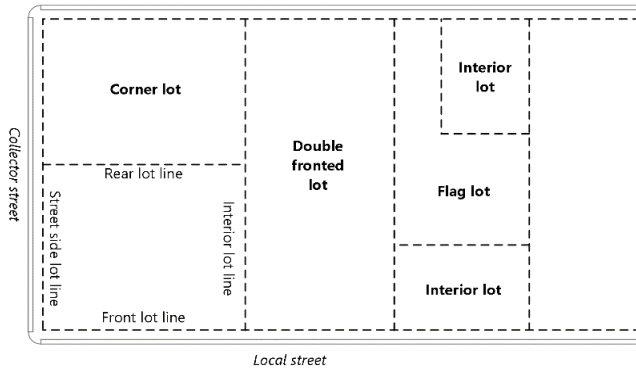 Corner lot
Interior
lot
Collector street
Double
fronted
lot
Rear lot line
Flag lot
Street side lot line
Interior lot line
Interior lot
Front lot line
Local street